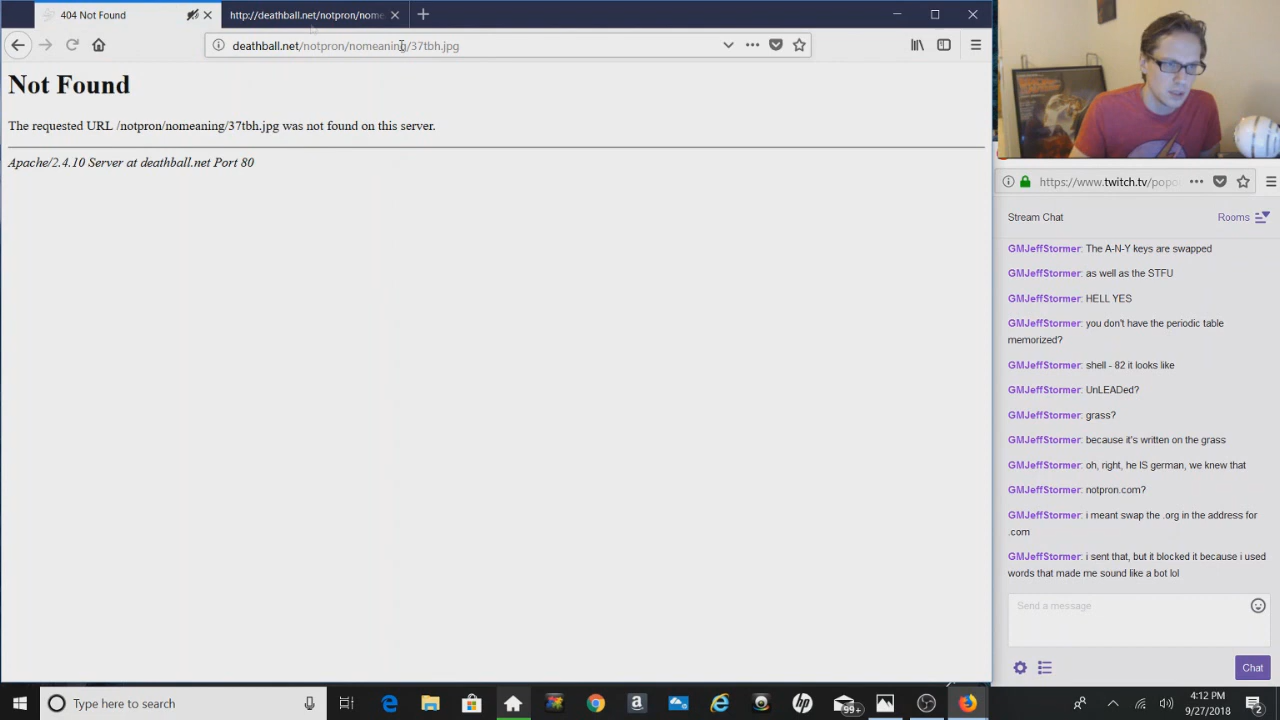 404 Not Found
http://deathball.net/notpron/nome
deathball.net/notpron/nomeaning/37tbh.jpg
Not Found
The requested URL /notpron/nomeaning/37tbh.jpg was not found on this server.
Apache/2.4.10 Server at deathball.net Port 80
https://www.twitch.tv/popo
Stream Chat
Rooms
GMJeffStormer: The A-N-Y keys are swapped
GMJeffStormer: as well as the STFU
GMJeffStormer: HELL YES
GMJeffStormer: you don't have the periodic table
memorized?
GMJeffStormer: shell - 82 it looks like
GMJeffStormer: UnLEADed?
GMJeffStormer: grass?
GMJeffStormer: because it's written on the grass
GMJeffStormer: oh, right, he IS german, we knew that
GMJeffStormer: notpron.com?
GMJeffStormer: i meant swap the .org in the address for
.com
GMJeffStormer: i sent that, but it blocked it because i used
words that made me sound like a bot lol
Send a message
Chat
Type here to search
a
hp
99+
4:12 PM
9/27/2018
2